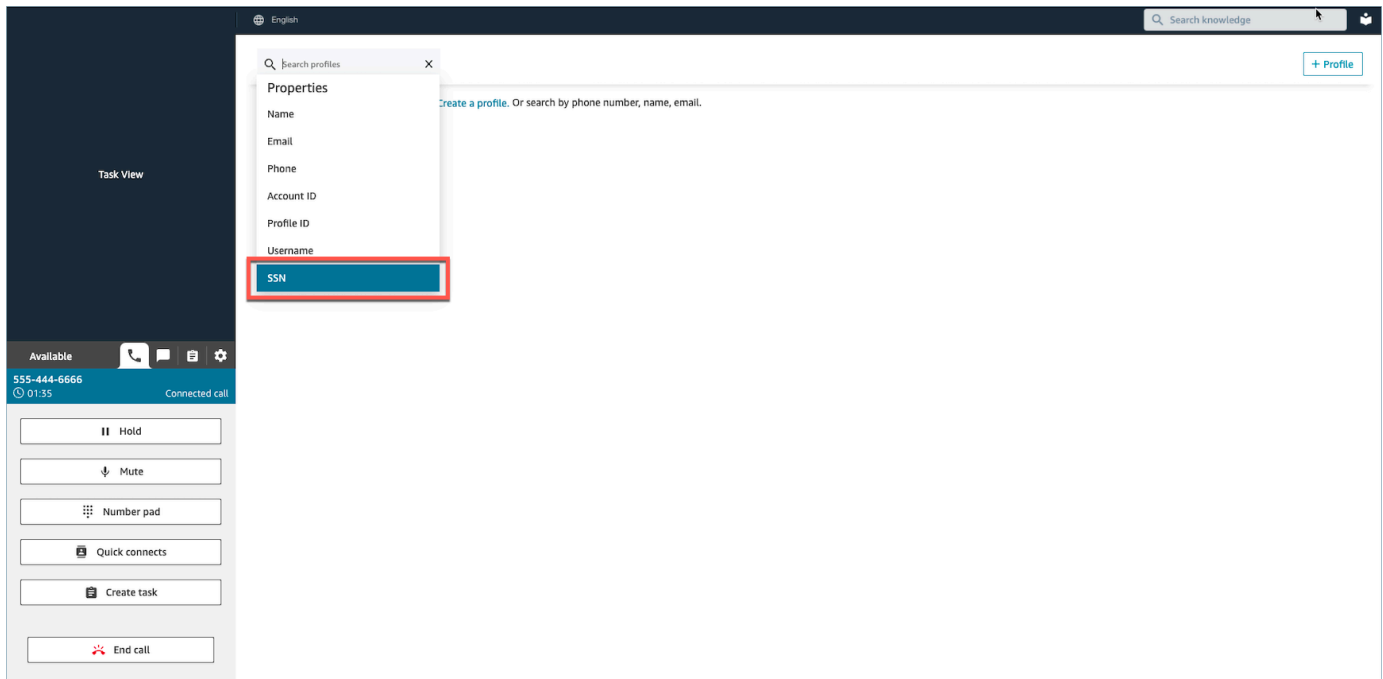 English
Search knowledge
Search profiles
+ Profile
Properties
Create a profile. Or search by phone number, name, email.
Name
Email
Phone
Account ID
Profile ID
Username
SSN
Task View
Available
555-444-6666
01:35
Connected call
Hold
Mute
Number pad
Quick connects
Create task
End call